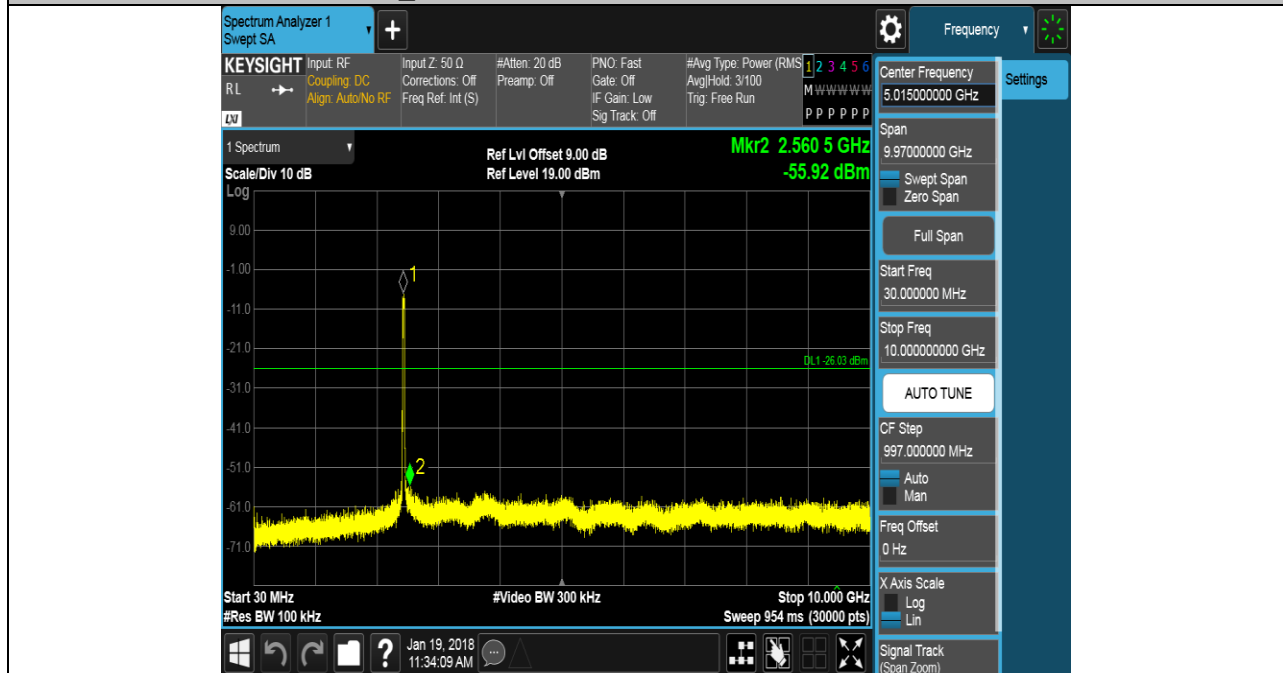 Spectrum Analyzer 1
Swept SA
+
Frequency
KEYSIGHT
RL
LXI
Input: RF
Coupling: DC
Align: Auto/No RF
Input Z: 50 Ω
Corrections: Off
Freq Ref: Int (S)
#Atten: 20 dB
Preamp: Off
PNO: Fast
Gate: Off
IF Gain: Low
Sig Track: Off
#Avg Type: Power (RMS
Avg|Hold: 3/100
Trig: Free Run
1 2 3 4 5 6
M W W W W W
P P P P P P
1 Spectrum
Scale/Div 10 dB
Ref Lvl Offset 9.00 dB
Ref Level 19.00 dBm
Mkr2 2.560 5 GHz
-55.92 dBm
Log
9.00
-1.00
-11.0
-21.0
-31.0
-41.0
-51.0
-61.0
-71.0
1
2
DL1 -26.03 dBm
Start 30 MHz
#Res BW 100 kHz
#Video BW 300 kHz
Stop 10.000 GHz
Sweep 954 ms (30000 pts)
Center Frequency
5.015000000 GHz
Settings
Span
9.97000000 GHz
Swept Span
Zero Span
Full Span
Start Freq
30.000000 MHz
Stop Freq
10.000000000 GHz
AUTO TUNE
CF Step
997.000000 MHz
Auto
Man
Freq Offset
0 Hz
X Axis Scale
Log
Lin
Signal Track
(Span Zoom)
?
Jan 19, 2018
11:34:09 AM